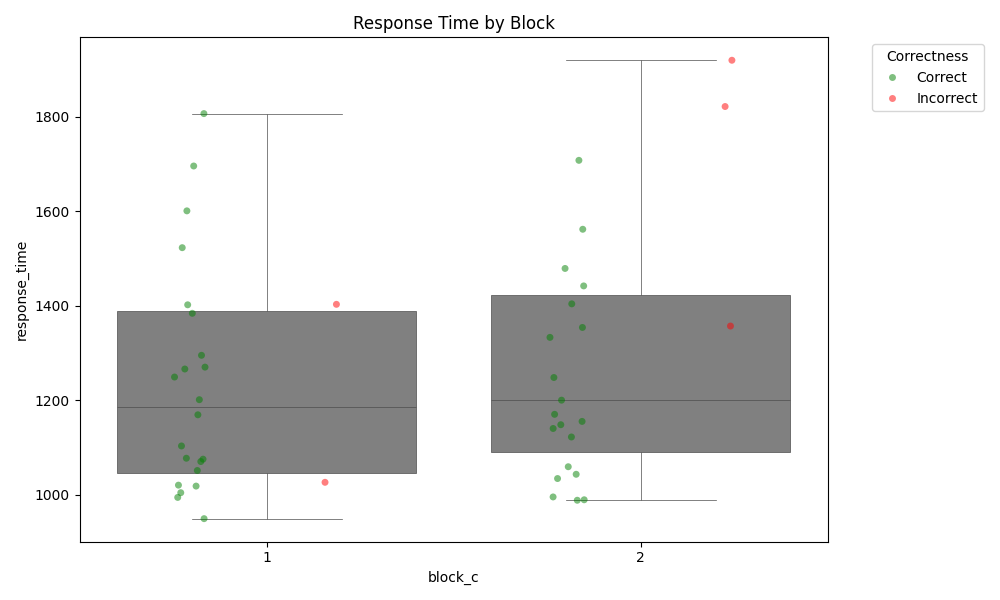 Response Time by Block
Correctness
Correct
Incorrect
1800
1600
1400
1200
1000
response_time
1
2
block_c